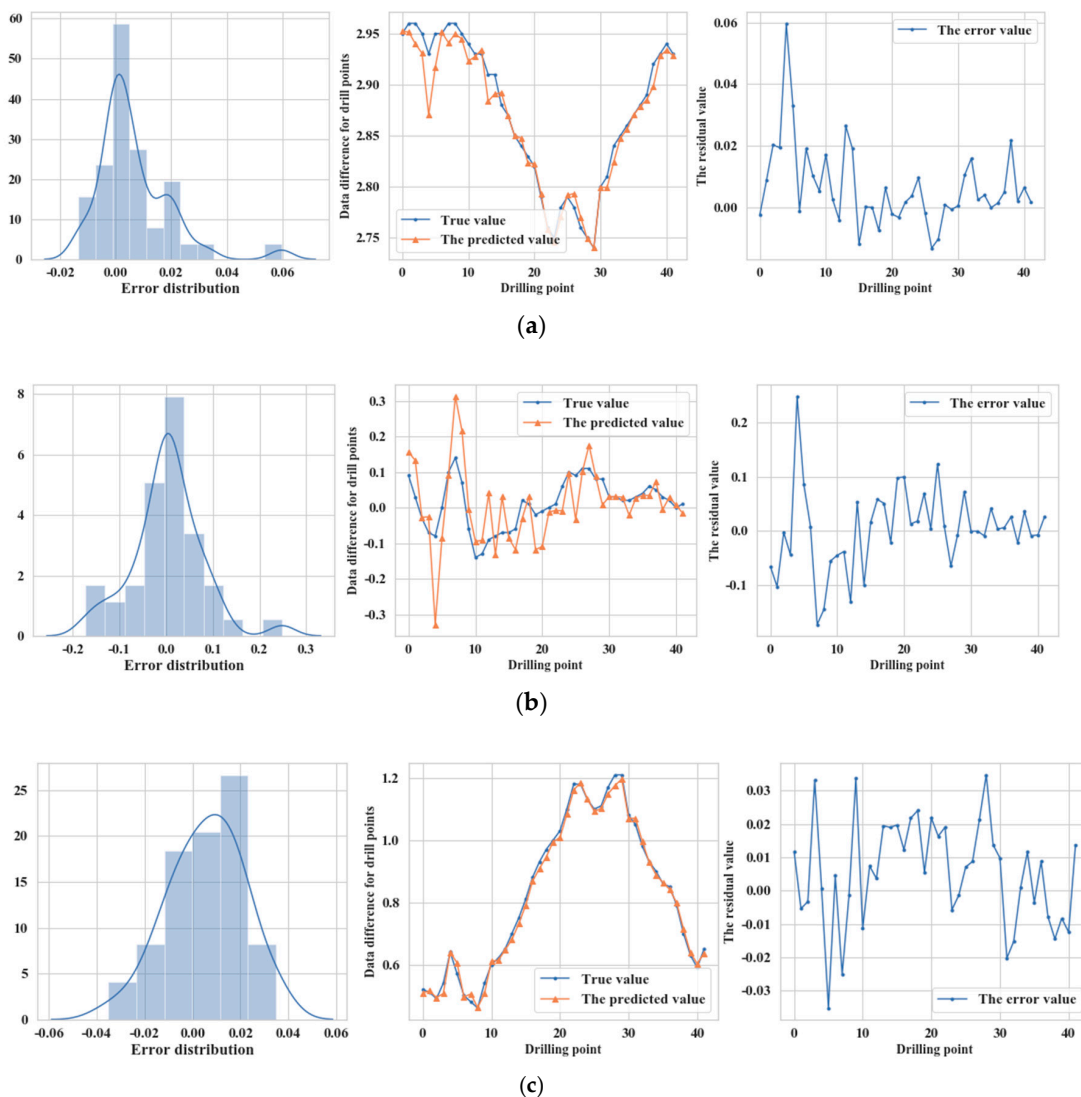 60
50
40
30
20
10
0
-0.02 0.00 0.02 0.04 0.06
Error distribution
Data difference for drill points
2.95
2.90
2.85
2.80
2.75
True value
The predicted value
0 10 20 30 40
Drilling point
The residual value
0.06
0.04
0.02
0.00
The error value
0 10 20 30 40
Drilling point
(a)
8
6
4
2
0
-0.2 -0.1 0.0 0.1 0.2 0.3
Error distribution
Data difference for drill points
0.3
0.2
0.1
0.0
-0.1
-0.2
-0.3
True value
The predicted value
0 10 20 30 40
Drilling point
The residual value
0.2
0.1
0.0
-0.1
The error value
0 10 20 30 40
Drilling point
(b)
25
20
15
10
5
0
-0.06 -0.04 -0.02 0.00 0.02 0.04 0.06
Error distribution
Data difference for drill points
1.2
1.0
0.8
0.6
True value
The predicted value
0 10 20 30 40
Drilling point
The residual value
0.03
0.02
0.01
0.00
-0.01
-0.02
-0.03
The error value
0 10 20 30 40
Drilling point
(c)